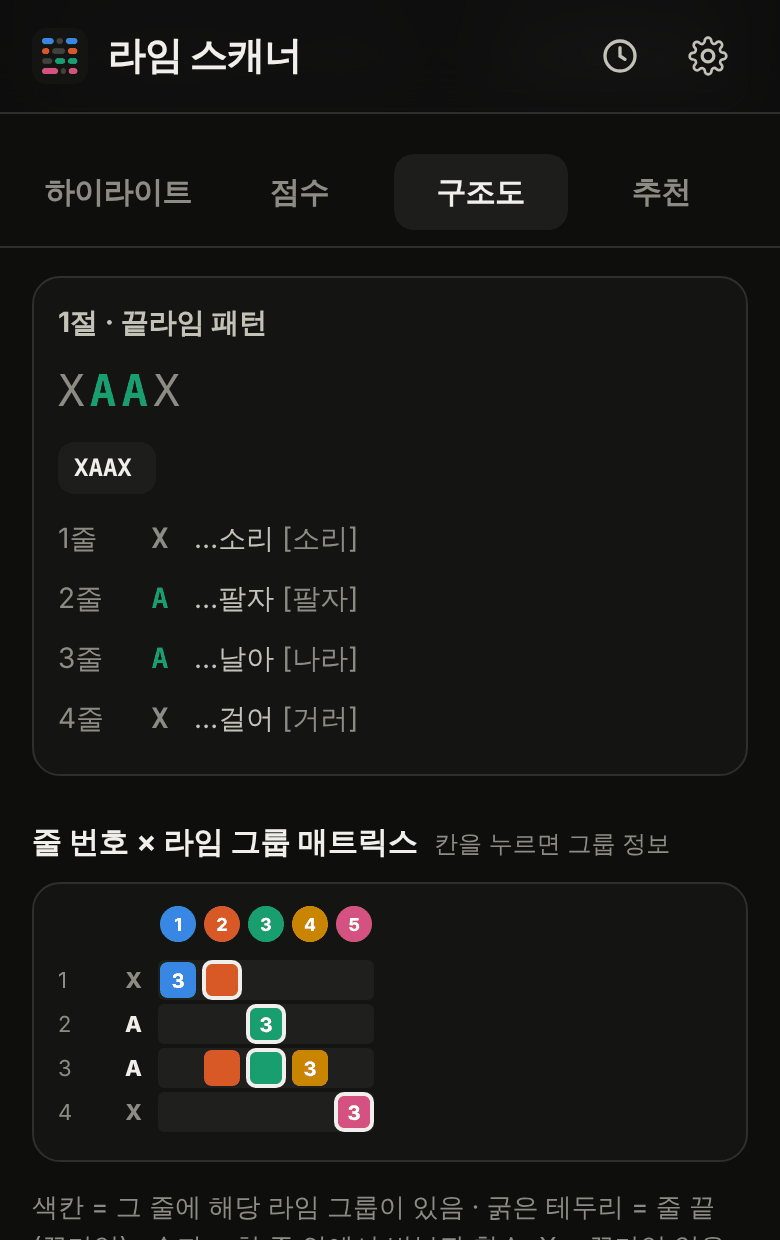 라임 스캐너
하이라이트 점수 구조도 추천
1절 · 끝라임 패턴
XAAX
XAAX
1줄 X ...소리 [소리]
2줄 A ...팔자 [팔자]
3줄 A ...날아 [나라]
4줄 X ...걸어 [거러]
줄 번호 × 라임 그룹 매트릭스 칸을 누르면 그룹 정보
1 2 3 4 5
1 X 3
2 A 3
3 A 3
4 X 3
색칸 = 그 줄에 해당 라임 그룹이 있음 · 굵은 테두리 = 줄 끝